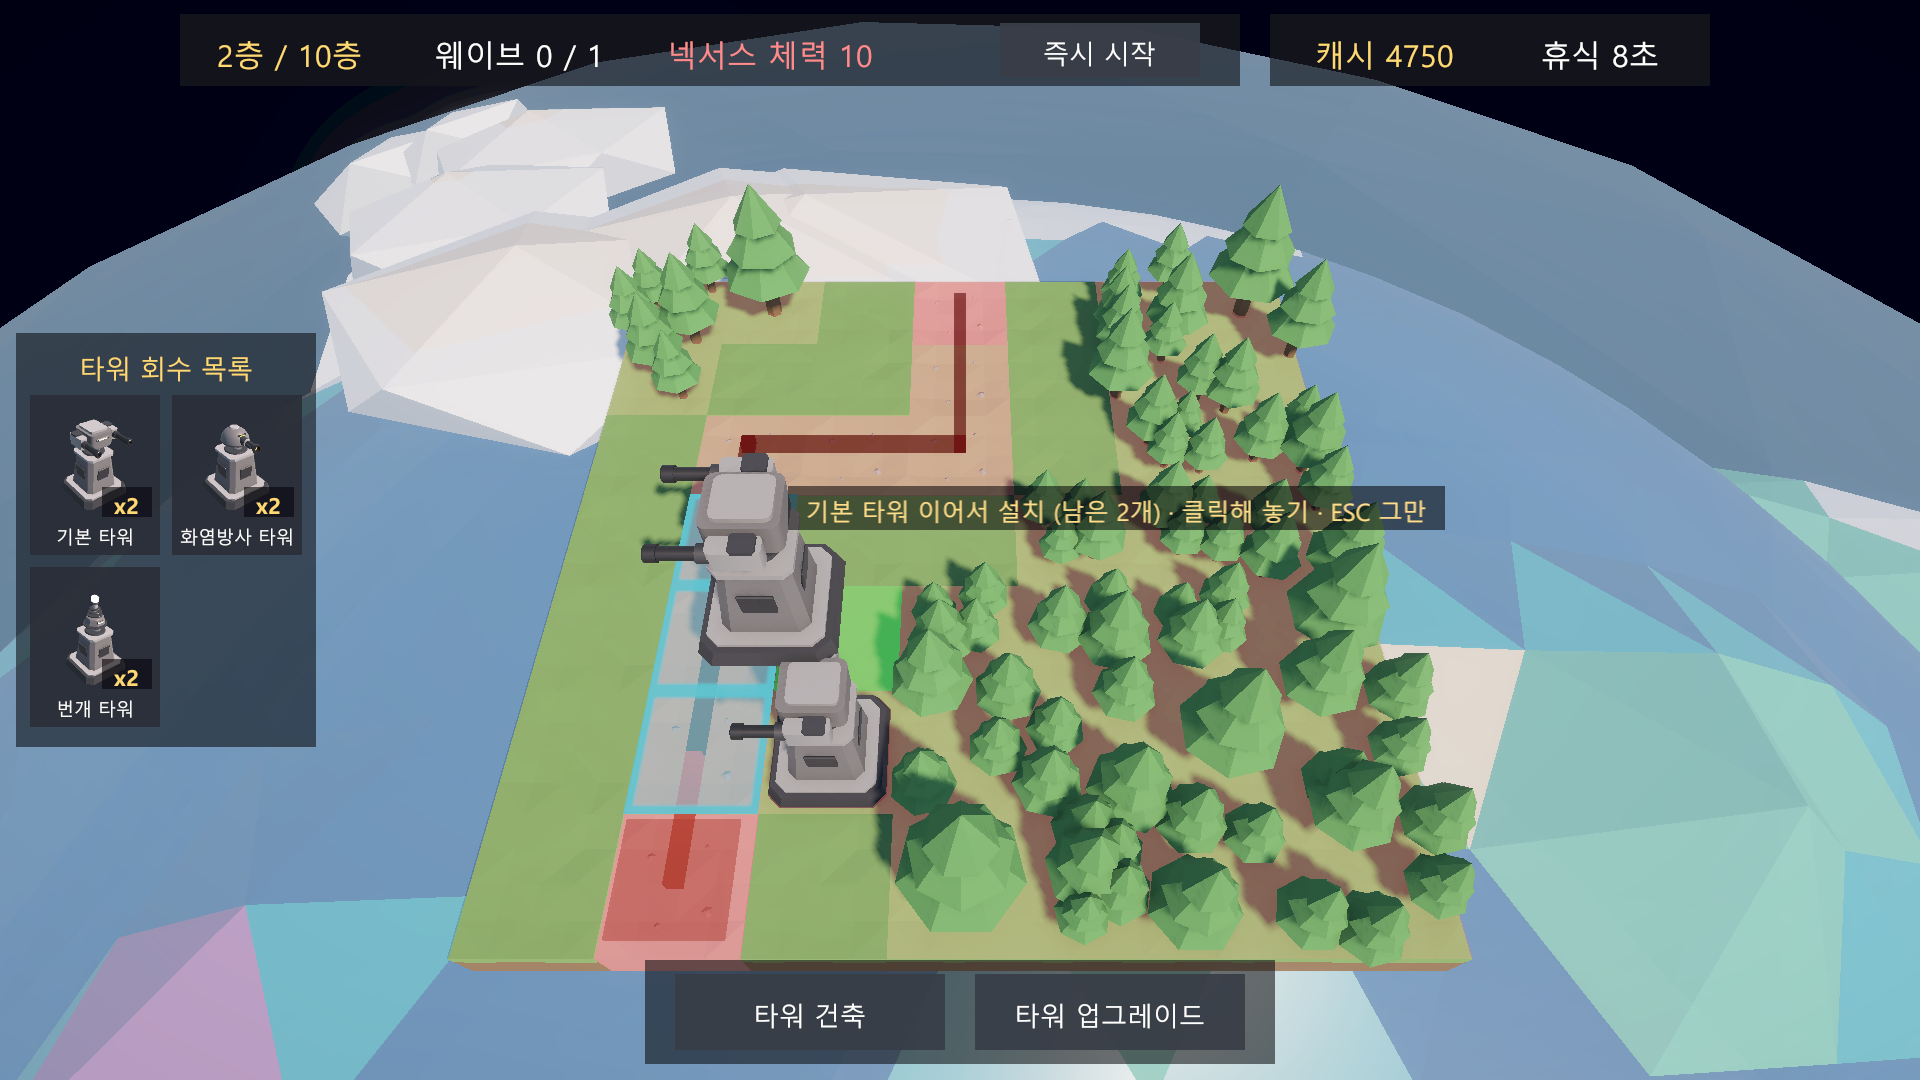 2층 / 10층 웨이브 0 / 1 넥서스 체력 10 즉시 시작 캐시 4750 휴식 8초
타워 회수 목록
x2 x2
기본 타워 화염방사 타워
x2
번개 타워
기본 타워 이어서 설치 (남은 2개) · 클릭해 놓기 · ESC 그만
타워 건축 타워 업그레이드